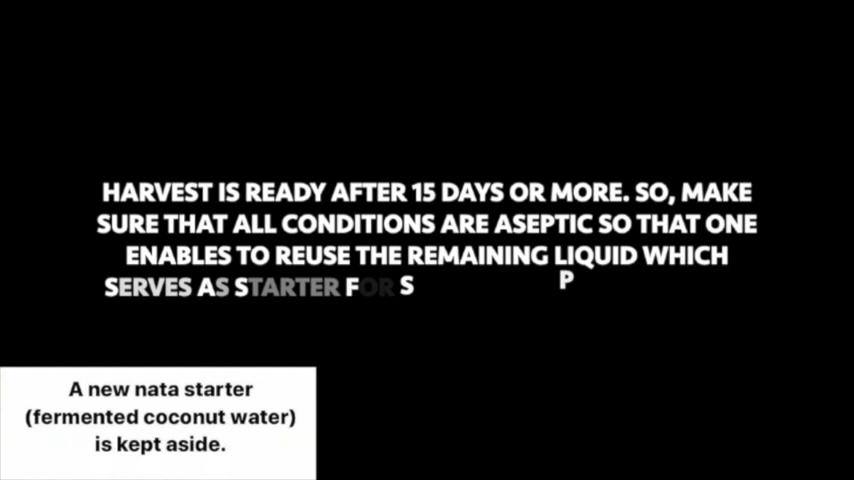 HARVEST IS READY AFTER 15 DAYS OR MORE. SO, MAKE
SURE THAT ALL CONDITIONS ARE ASEPTIC SO THAT ONE
ENABLES TO REUSE THE REMAINING LIQUID WHICH
SERVES AS STARTER FOR S P
A new nata starter
(fermented coconut water)
is kept aside.